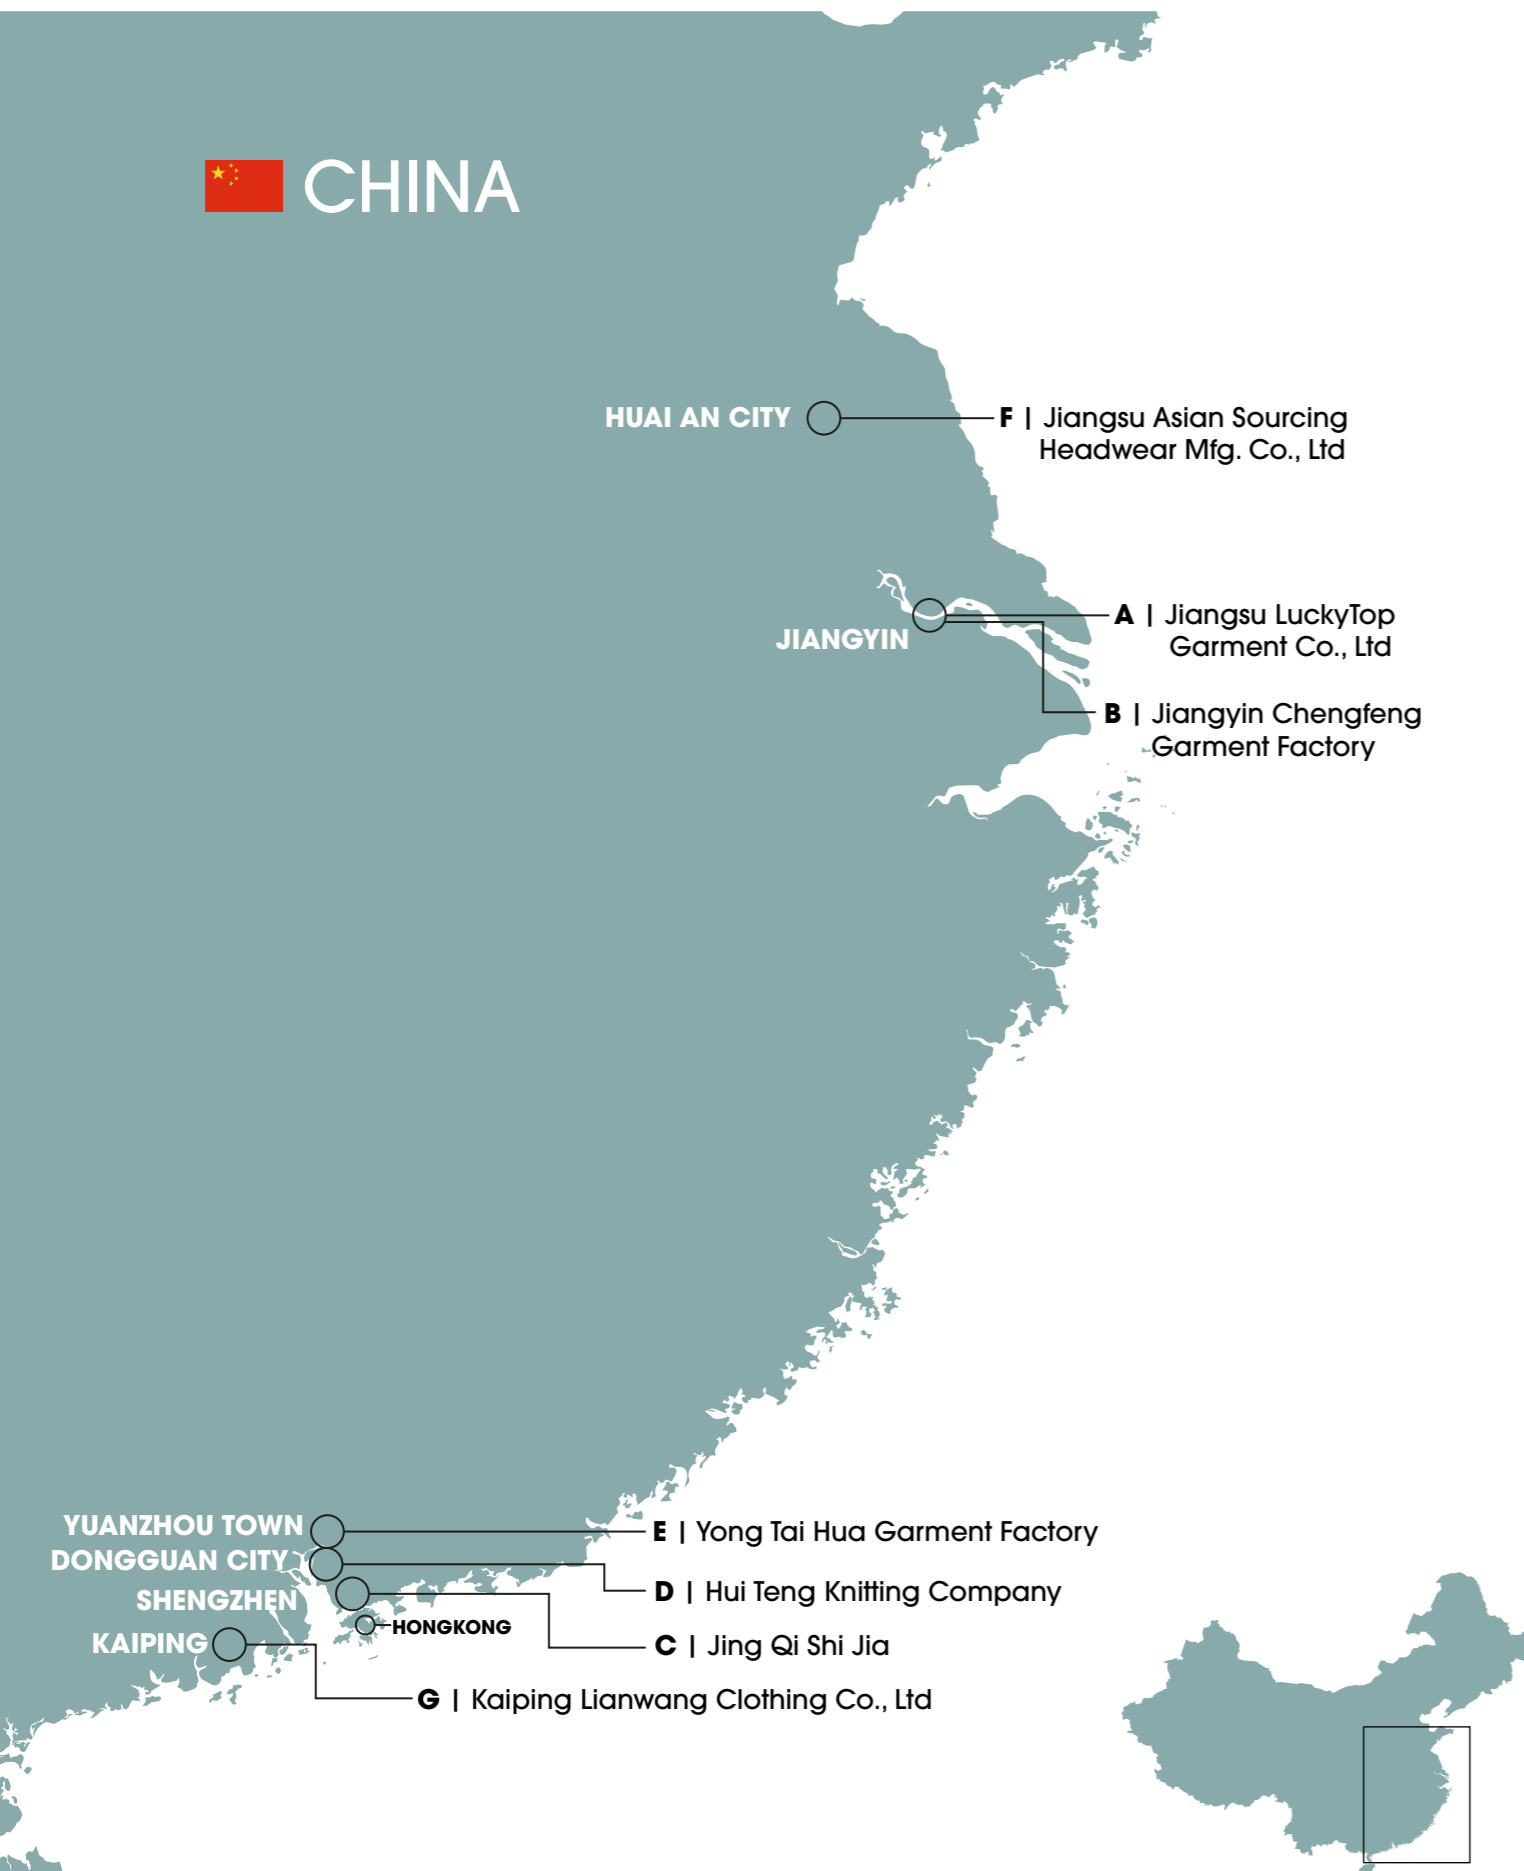 CHINA
HUAI AN CITY
F | Jiangsu Asian Sourcing
Headwear Mfg. Co., Ltd
A | Jiangsu LuckyTop
Garment Co., Ltd
JIANGYIN
B | Jiangyin Chengfeng
Garment Factory
YUANZHOU TOWN
E | Yong Tai Hua Garment Factory
DONGGUAN CITY
D | Hui Teng Knitting Company
SHENGZHEN
HONGKONG
C | Jing Qi Shi Jia
KAIPING
G | Kaiping Lianwang Clothing Co., Ltd